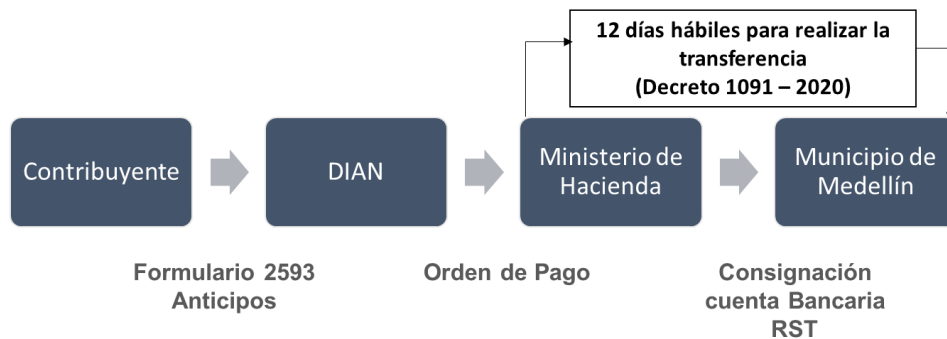 12 días hábiles para realizar la
transferencia
(Decreto 1091 – 2020)
Contribuyente
DIAN
Ministerio de
Hacienda
Municipio de
Medellín
Formulario 2593
Anticipos
Orden de Pago
Consignación
cuenta Bancaria
RST